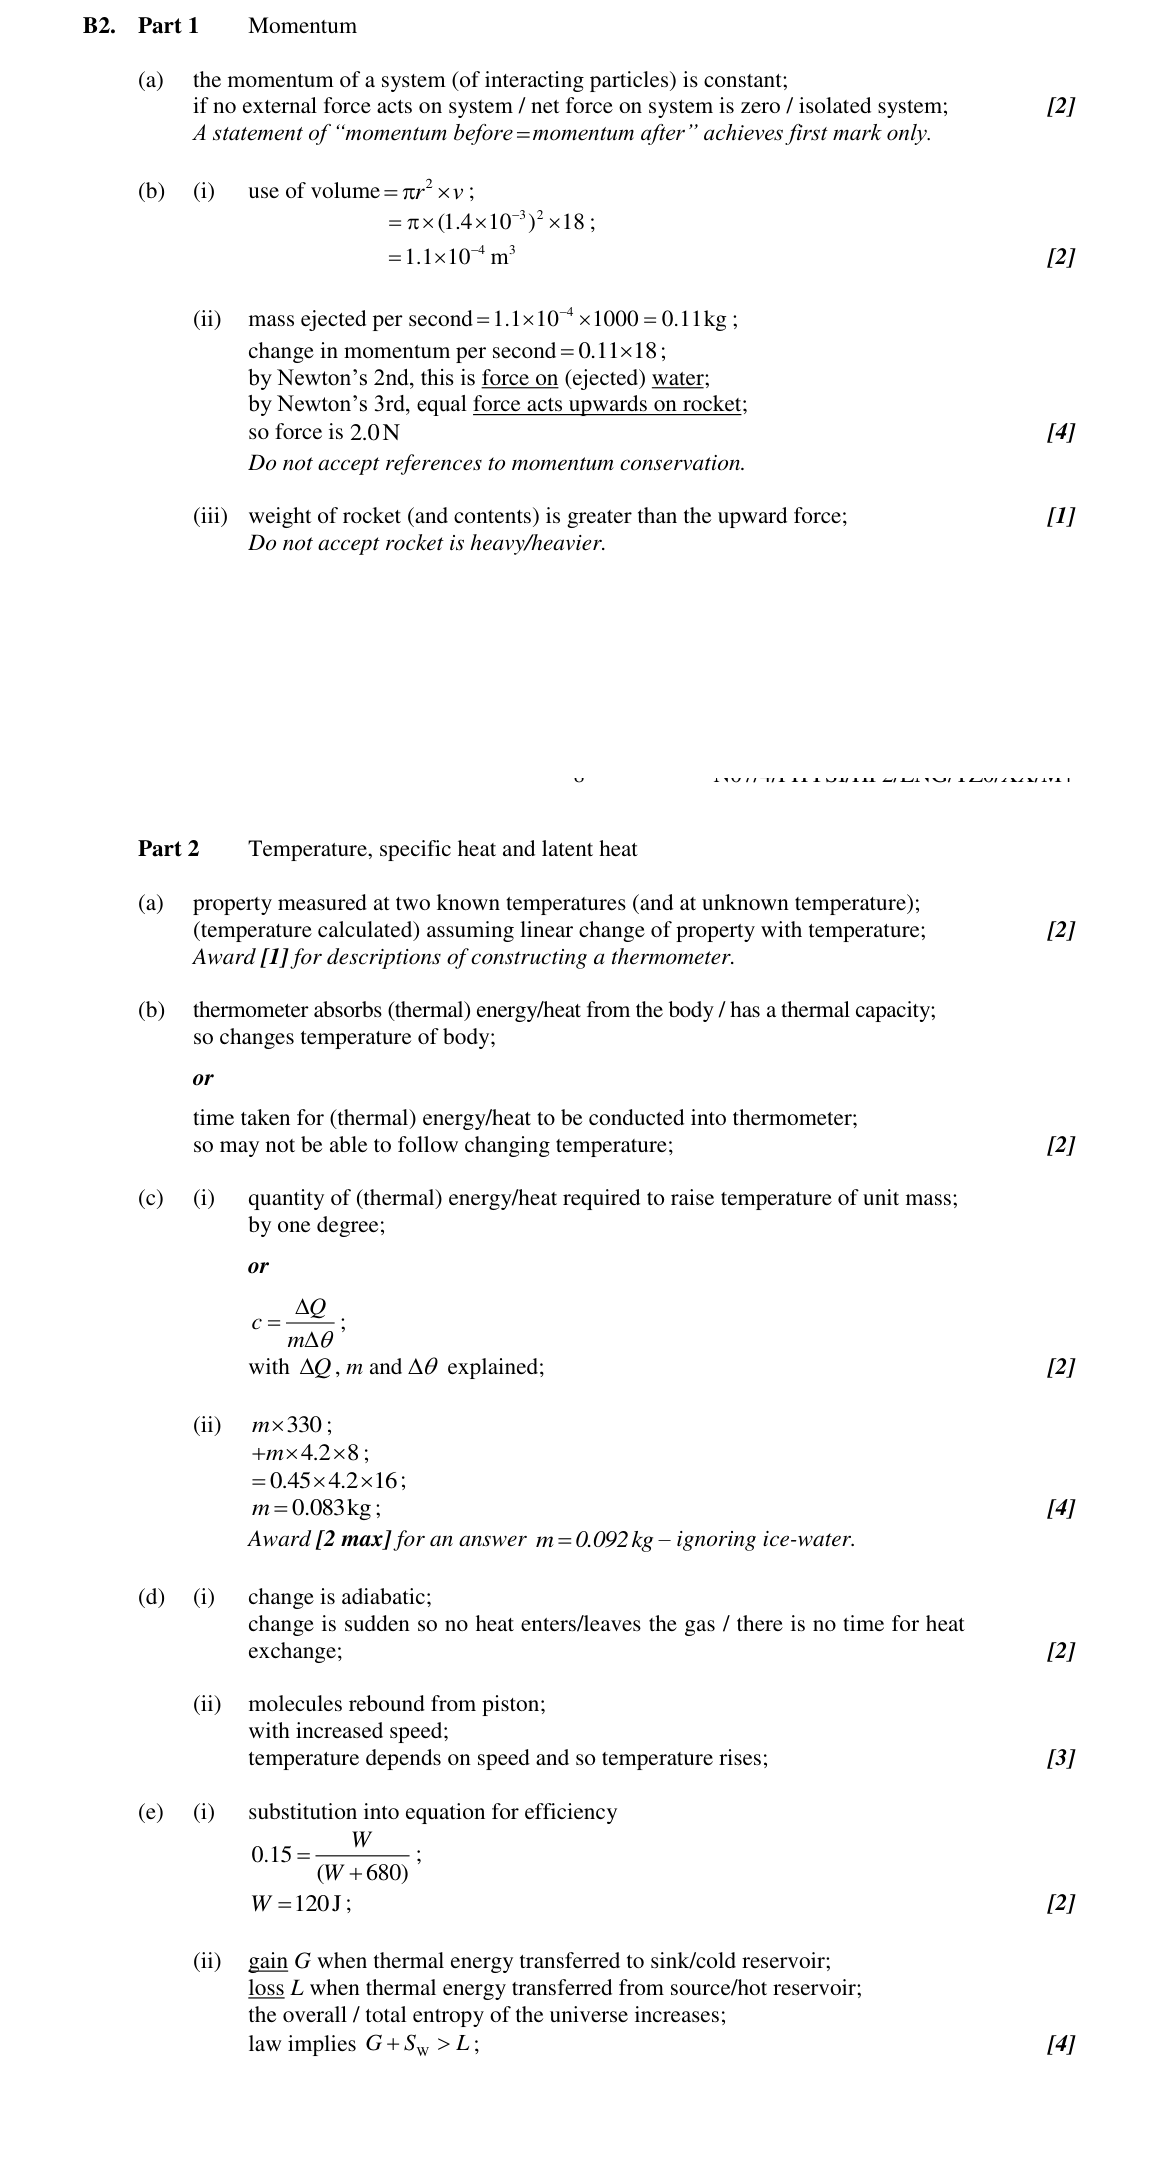 B2. Part 1 Momentum
(a) the momentum of a system (of interacting particles) is constant;
if no external force acts on system / net force on system is zero / isolated system; [2]
A statement of “momentum before = momentum after” achieves first mark only.
(b) (i) use of volume = πr² × v ;
= π × (1.4×10⁻³)² × 18 ;
= 1.1×10⁻⁴ m³ [2]
(ii) mass ejected per second = 1.1×10⁻⁴ × 1000 = 0.11 kg ;
change in momentum per second = 0.11×18 ;
by Newton’s 2nd, this is force on (ejected) water;
by Newton’s 3rd, equal force acts upwards on rocket;
so force is 2.0 N [4]
Do not accept references to momentum conservation.
(iii) weight of rocket (and contents) is greater than the upward force; [1]
Do not accept rocket is heavy/heavier.
Part 2 Temperature, specific heat and latent heat
(a) property measured at two known temperatures (and at unknown temperature);
(temperature calculated) assuming linear change of property with temperature; [2]
Award [1] for descriptions of constructing a thermometer.
(b) thermometer absorbs (thermal) energy/heat from the body / has a thermal capacity;
so changes temperature of body;
or
time taken for (thermal) energy/heat to be conducted into thermometer;
so may not be able to follow changing temperature; [2]
(c) (i) quantity of (thermal) energy/heat required to raise temperature of unit mass;
by one degree;
or
c = ΔQ / mΔθ ;
with ΔQ, m and Δθ explained; [2]
(ii) m × 330 ;
+m × 4.2 × 8 ;
= 0.45 × 4.2 × 16 ;
m = 0.083 kg ; [4]
Award [2 max] for an answer m = 0.092 kg – ignoring ice-water.
(d) (i) change is adiabatic;
change is sudden so no heat enters/leaves the gas / there is no time for heat
exchange; [2]
(ii) molecules rebound from piston;
with increased speed;
temperature depends on speed and so temperature rises; [3]
(e) (i) substitution into equation for efficiency
0.15 = W / (W + 680) ;
W = 120 J ; [2]
(ii) gain G when thermal energy transferred to sink/cold reservoir;
loss L when thermal energy transferred from source/hot reservoir;
the overall / total entropy of the universe increases;
law implies G + S_W > L ; [4]